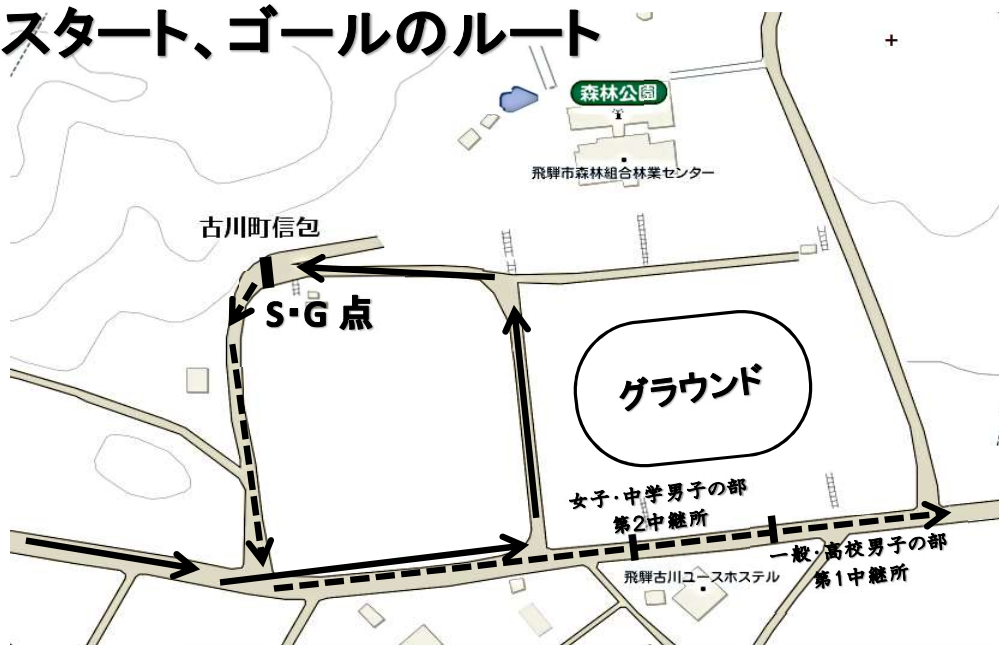 スタート、ゴールのルート
森林公園
飛騨市森林組合林業センター
古川町信包
S・G 点
グラウンド
女子・中学男子の部
第2中継所
一般・高校男子の部
第1中継所
飛騨古川ユースホステル